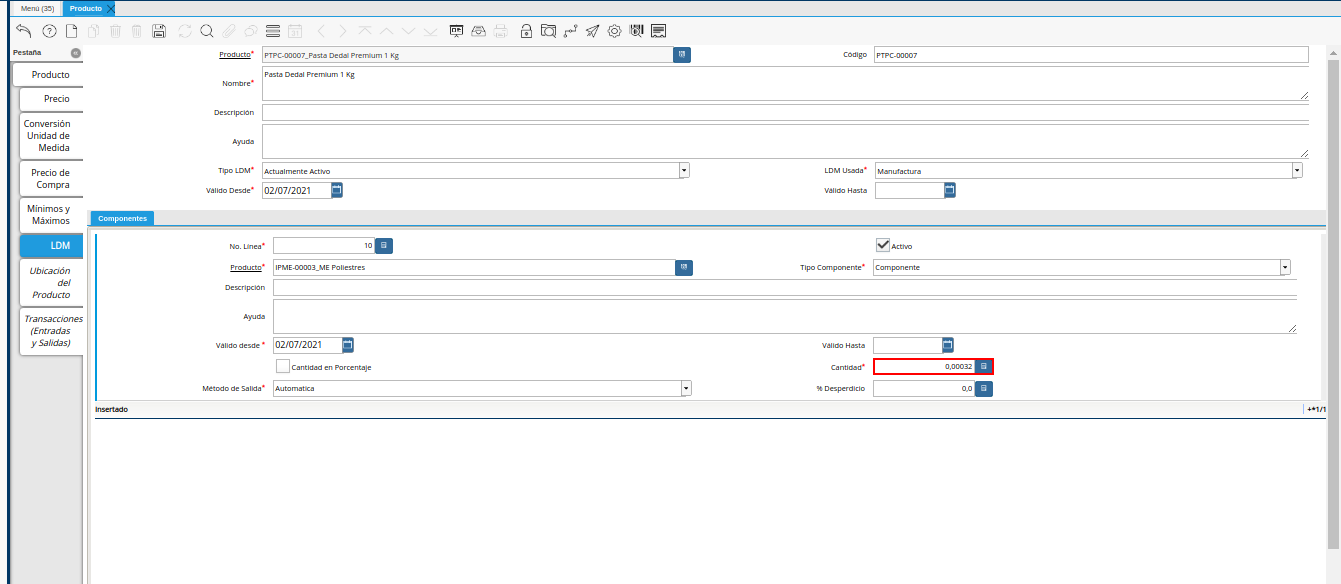 Menú (35)
Producto
Pestaña
Producto
Precio
Conversión
Unidad de
Medida
Precio de
Compra
Mínimos y
Máximos
LDM
Ubicación
del
Producto
Transacciones
(Entradas
y Salidas)
Producto* PTPC-00007_Pasta Dedal Premium 1 Kg Código PTPC-00007
Nombre* Pasta Dedal Premium 1 Kg
Descripción
Ayuda
Tipo LDM* Actualmente Activo LDM Usada* Manufactura
Válido Desde* 02/07/2021 Válido Hasta
Componentes
No. Línea* 10 Activo
Producto* IPME-00003_ME Poliestres Tipo Componente* Componente
Descripción
Ayuda
Válido desde* 02/07/2021 Válido Hasta
Cantidad en Porcentaje Cantidad* 0,00032
Método de Salida* Automatica % Desperdicio 0,0
Insertado +*1/1